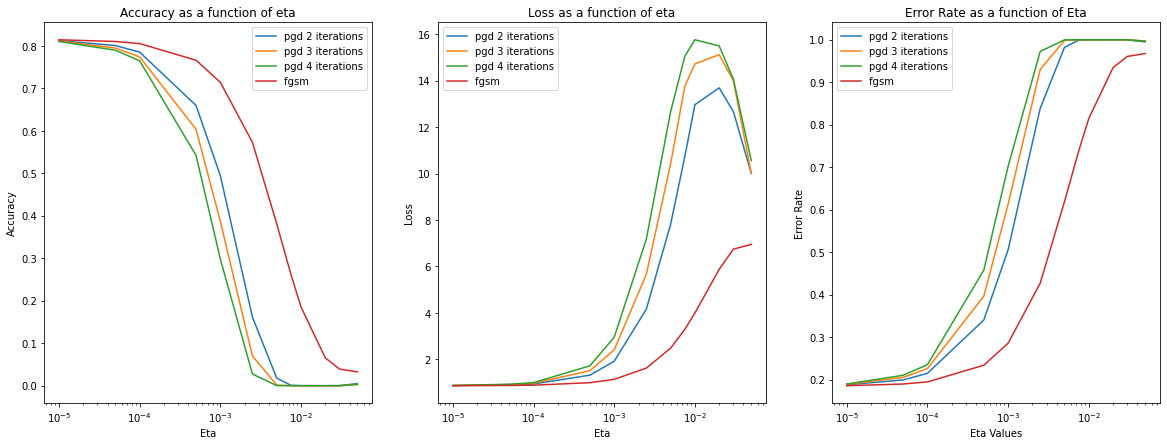 Accuracy as a function of eta
Accuracy
0.8
0.7
0.6
0.5
0.4
0.3
0.2
0.1
0.0
pgd 2 iterations
pgd 3 iterations
pgd 4 iterations
fgsm
10^-5
10^-4
10^-3
10^-2
Eta
Loss as a function of eta
Loss
16
14
12
10
8
6
4
2
pgd 2 iterations
pgd 3 iterations
pgd 4 iterations
fgsm
10^-5
10^-4
10^-3
10^-2
Eta
Error Rate as a function of Eta
Error Rate
1.0
0.9
0.8
0.7
0.6
0.5
0.4
0.3
0.2
pgd 2 iterations
pgd 3 iterations
pgd 4 iterations
fgsm
10^-5
10^-4
10^-3
10^-2
Eta Values